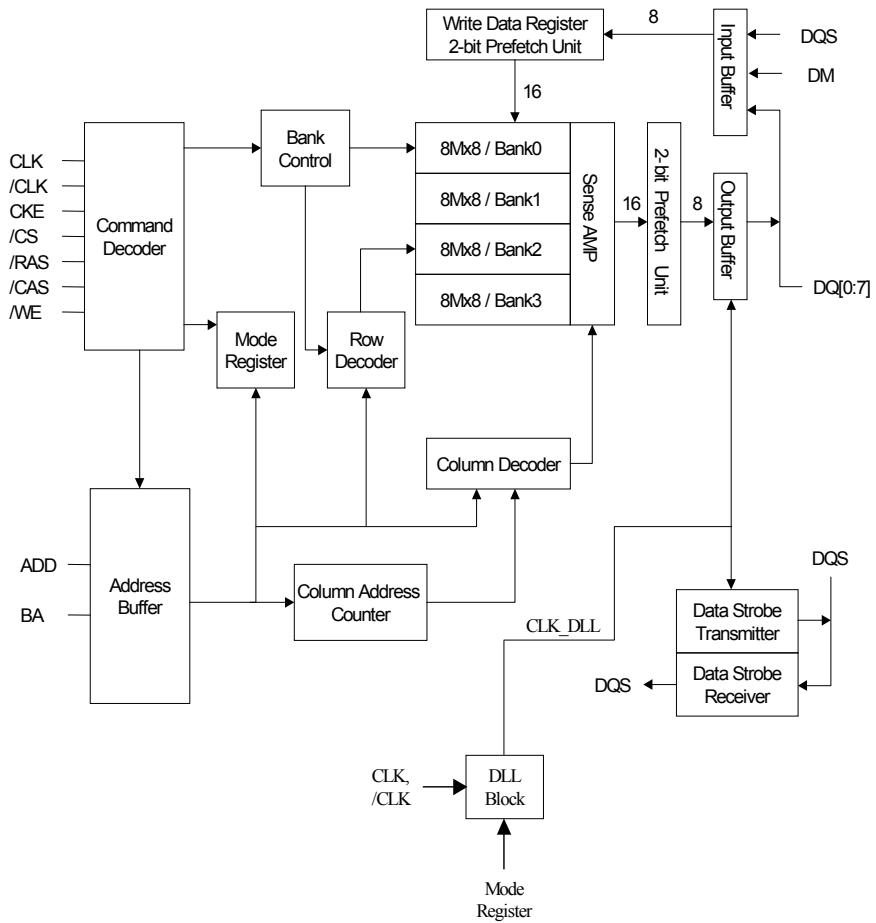 Write Data Register
2-bit Prefetch Unit
8
Input Buffer
DQS
DM
16
Bank
Control
8Mx8 / Bank0
8Mx8 / Bank1
8Mx8 / Bank2
8Mx8 / Bank3
Sense AMP
16
2-bit Prefetch Unit
8
Output Buffer
DQ[0:7]
CLK
/CLK
CKE
/CS
/RAS
/CAS
/WE
Command
Decoder
Mode
Register
Row
Decoder
Column Decoder
ADD
BA
Address
Buffer
Column Address
Counter
CLK_DLL
DQS
Data Strobe
Transmitter
Data Strobe
Receiver
DQS
CLK,
/CLK
DLL
Block
Mode
Register